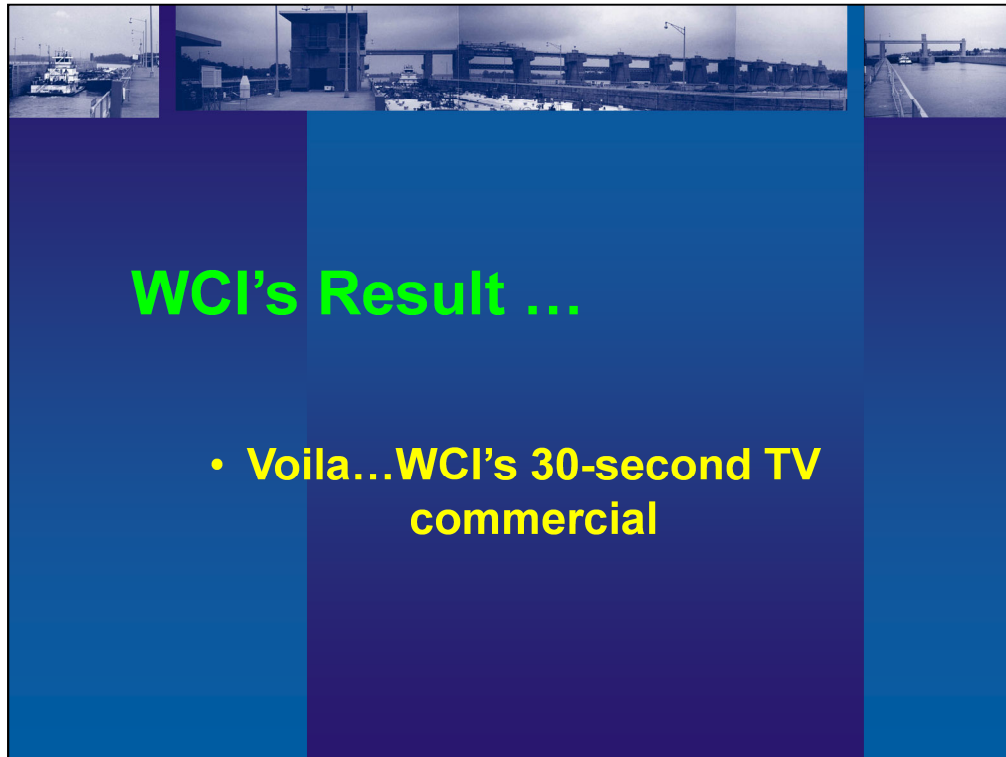 WCI’s Result …
• Voila…WCI’s 30-second TV
commercial